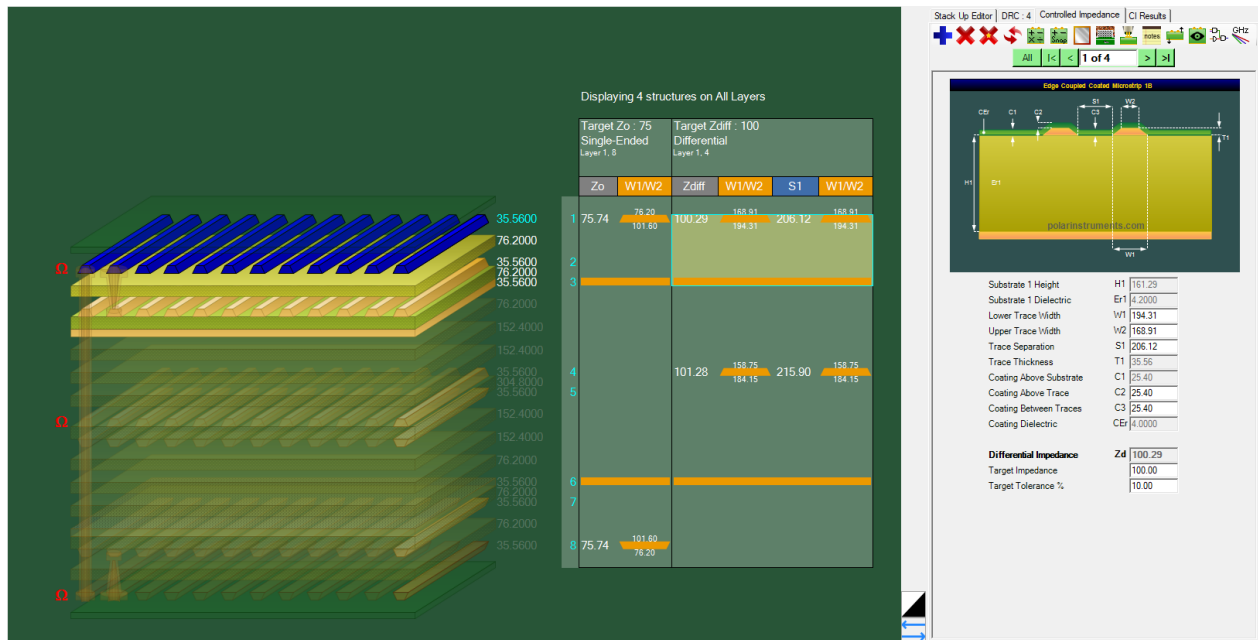 Stack Up Editor DRC : 4 Controlled Impedance CI Results
notes GHz
All |< < 1 of 4 > >|
Displaying 4 structures on All Layers
Target Zo : 75 Target Zdiff : 100
Single-Ended Differential
Layer 1, 8 Layer 1, 4
Zo W1/W2 Zdiff W1/W2 S1 W1/W2
76.20 168.91 168.91
1 75.74 100.29 206.12
101.60 194.31 194.31
2
3
158.75 158.75
4 101.28 215.90
184.15 184.15
5
6
7
101.60
8 75.74
76.20
35.5600
76.2000
35.5600
Ω 76.2000
35.5600
76.2000
152.4000
152.4000
35.5600
304.8000
35.5600
152.4000
Ω
152.4000
76.2000
35.5600
76.2000
35.5600
76.2000
35.5600
Ω
Edge Coupled Coated Microstrip 1B
CEr C1 C2 S1 C3 W2
T1
H1 Er1
polarinstruments.com
W1
Substrate 1 Height H1 161.29
Substrate 1 Dielectric Er1 4.2000
Lower Trace Width W1 194.31
Upper Trace Width W2 168.91
Trace Separation S1 206.12
Trace Thickness T1 35.56
Coating Above Substrate C1 25.40
Coating Above Trace C2 25.40
Coating Between Traces C3 25.40
Coating Dielectric CEr 4.0000
Differential Impedance Zd 100.29
Target Impedance 100.00
Target Tolerance % 10.00